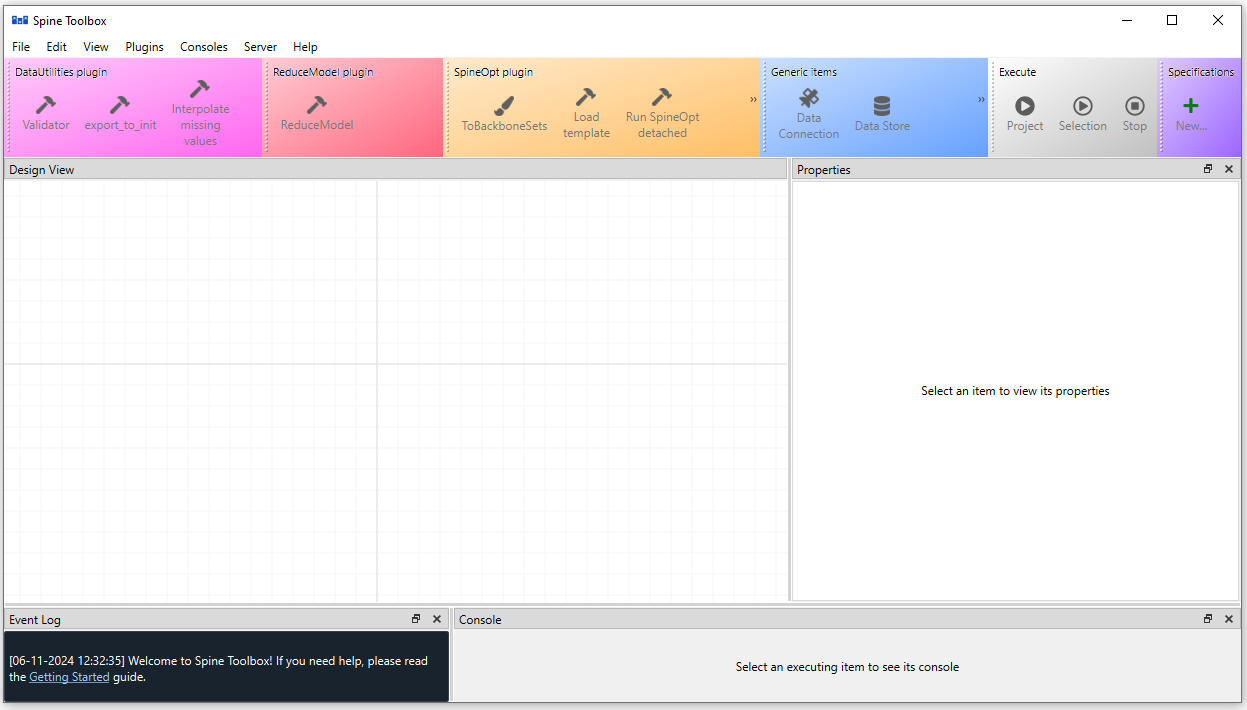 Spine Toolbox
File Edit View Plugins Consoles Server Help
DataUtilities plugin
Validator
export_to_init
Interpolate
missing
values
ReduceModel plugin
ReduceModel
SpineOpt plugin
ToBackboneSets
Load
template
Run SpineOpt
detached
»
Generic items
Data
Connection
Data Store
»
Execute
Project
Selection
Stop
Specifications
New...
Design View
Properties
Select an item to view its properties
Event Log
[06-11-2024 12:32:35] Welcome to Spine Toolbox! If you need help, please read
the Getting Started guide.
Console
Select an executing item to see its console